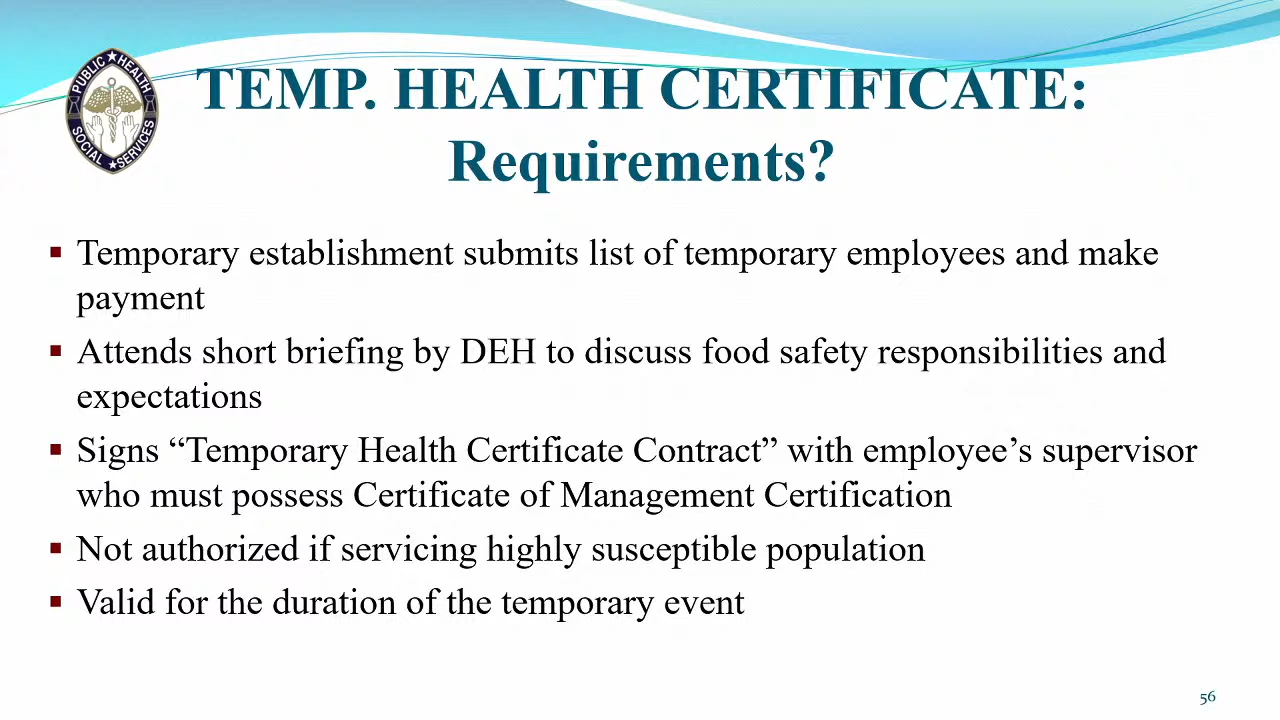 PUBLIC HEALTH
SOCIAL SERVICES
TEMP. HEALTH CERTIFICATE:
Requirements?
▪ Temporary establishment submits list of temporary employees and make
payment
▪ Attends short briefing by DEH to discuss food safety responsibilities and
expectations
▪ Signs “Temporary Health Certificate Contract” with employee’s supervisor
who must possess Certificate of Management Certification
▪ Not authorized if servicing highly susceptible population
▪ Valid for the duration of the temporary event
56